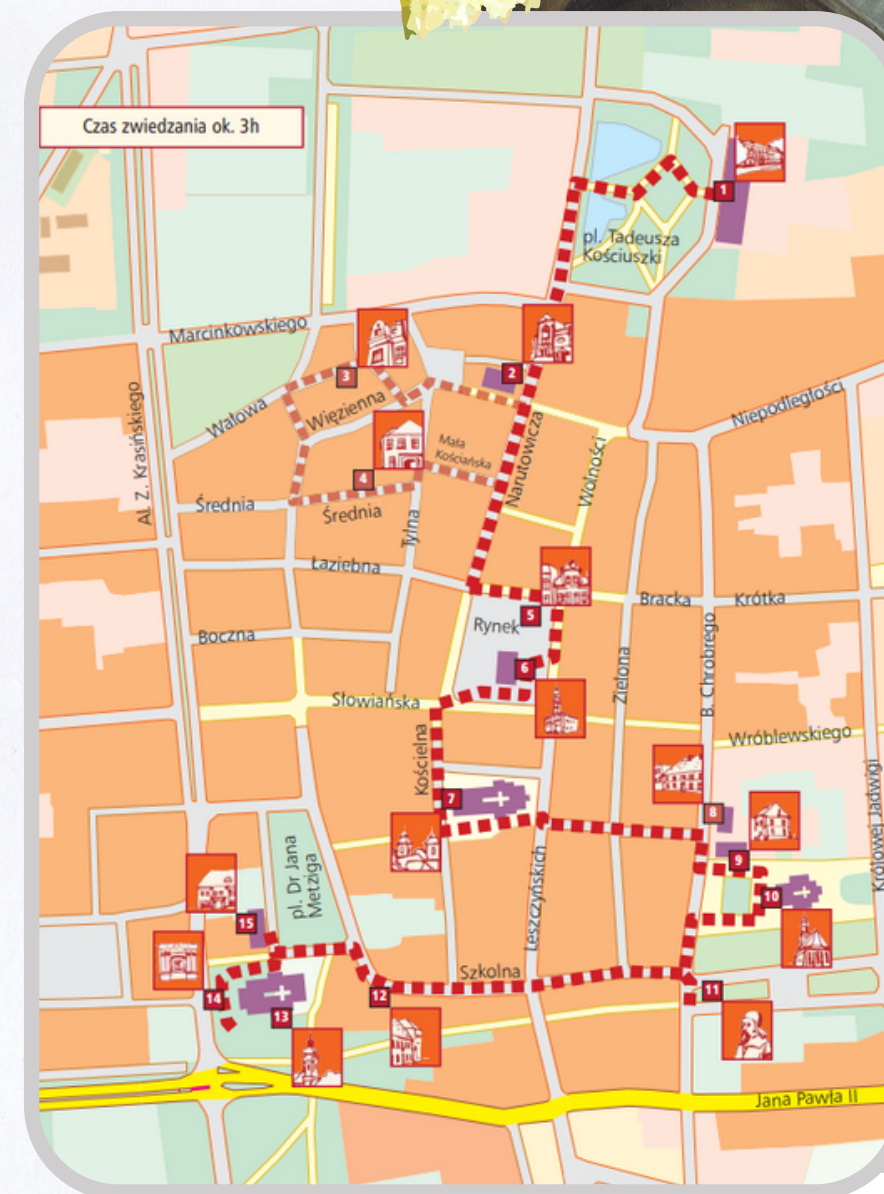 Czas zwiedzania ok. 3h
1
pl. Tadeusza
Kościuszki
Marcinkowskiego
3
2
Al. Z. Krasińskiego
Wałowa
Więzienna
Niepodległości
Mała
Kościańska
Narutowicza
Wolności
4
Średnia
Średnia
Tylna
Łaziebna
5
Bracka
Krótka
Rynek
Boczna
6
Zielona
B. Chrobrego
Słowiańska
Kościelna
Wróblewskiego
7
8
Królowej Jadwigi
pl. Dr Jana
Metziga
9
Leszczyńskich
10
15
Szkolna
14
12
11
13
Jana Pawła II